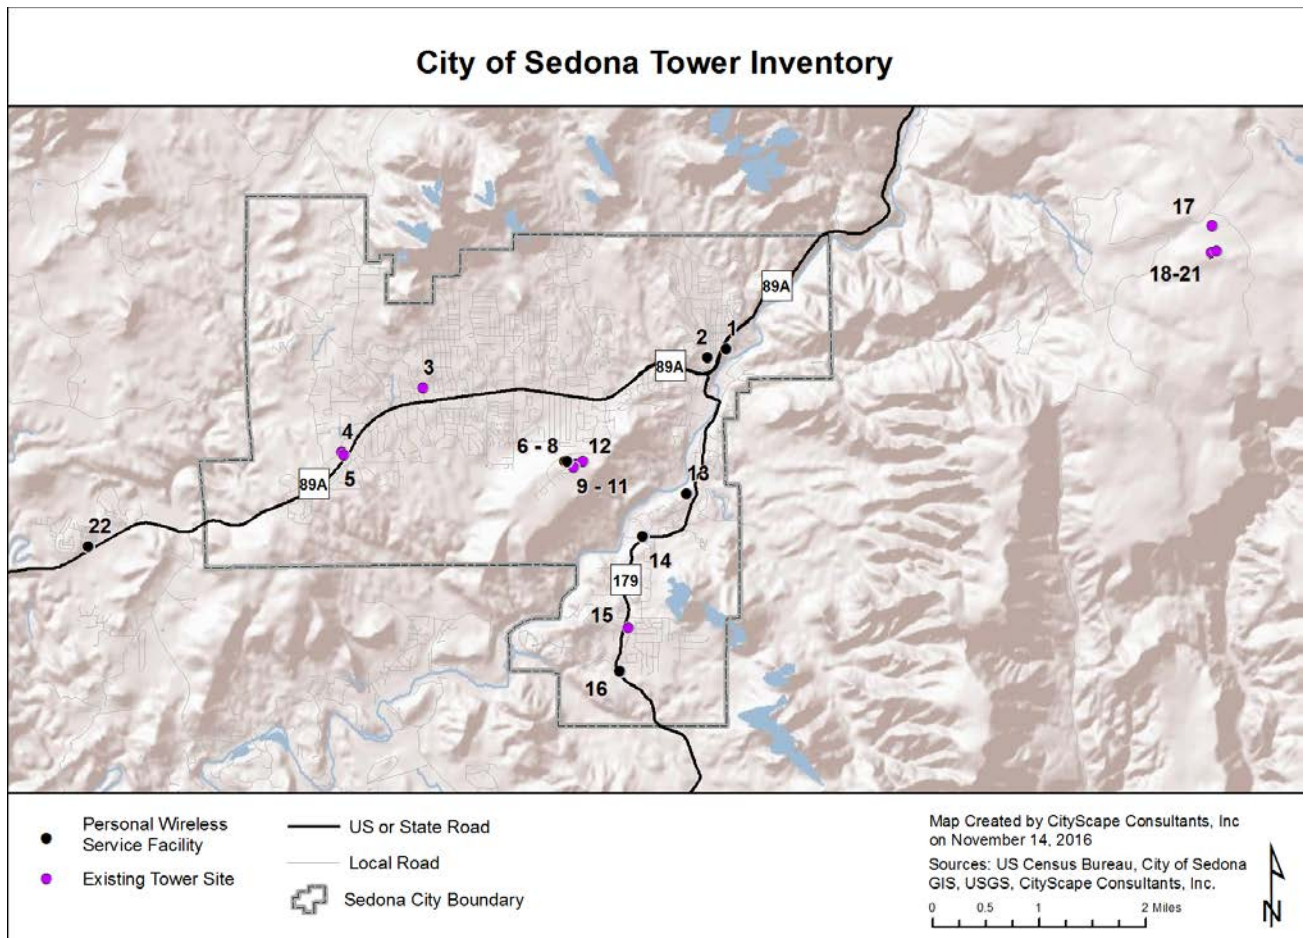 City of Sedona Tower Inventory
17
18-21
89A
1
2
89A
3
4
5
6 - 8
12
9 - 11
13
89A
22
14
179
15
16
Personal Wireless
Service Facility
Existing Tower Site
US or State Road
Local Road
Sedona City Boundary
Map Created by CityScape Consultants, Inc
on November 14, 2016
Sources: US Census Bureau, City of Sedona
GIS, USGS, CityScape Consultants, Inc.
0 0.5 1 2 Miles
N